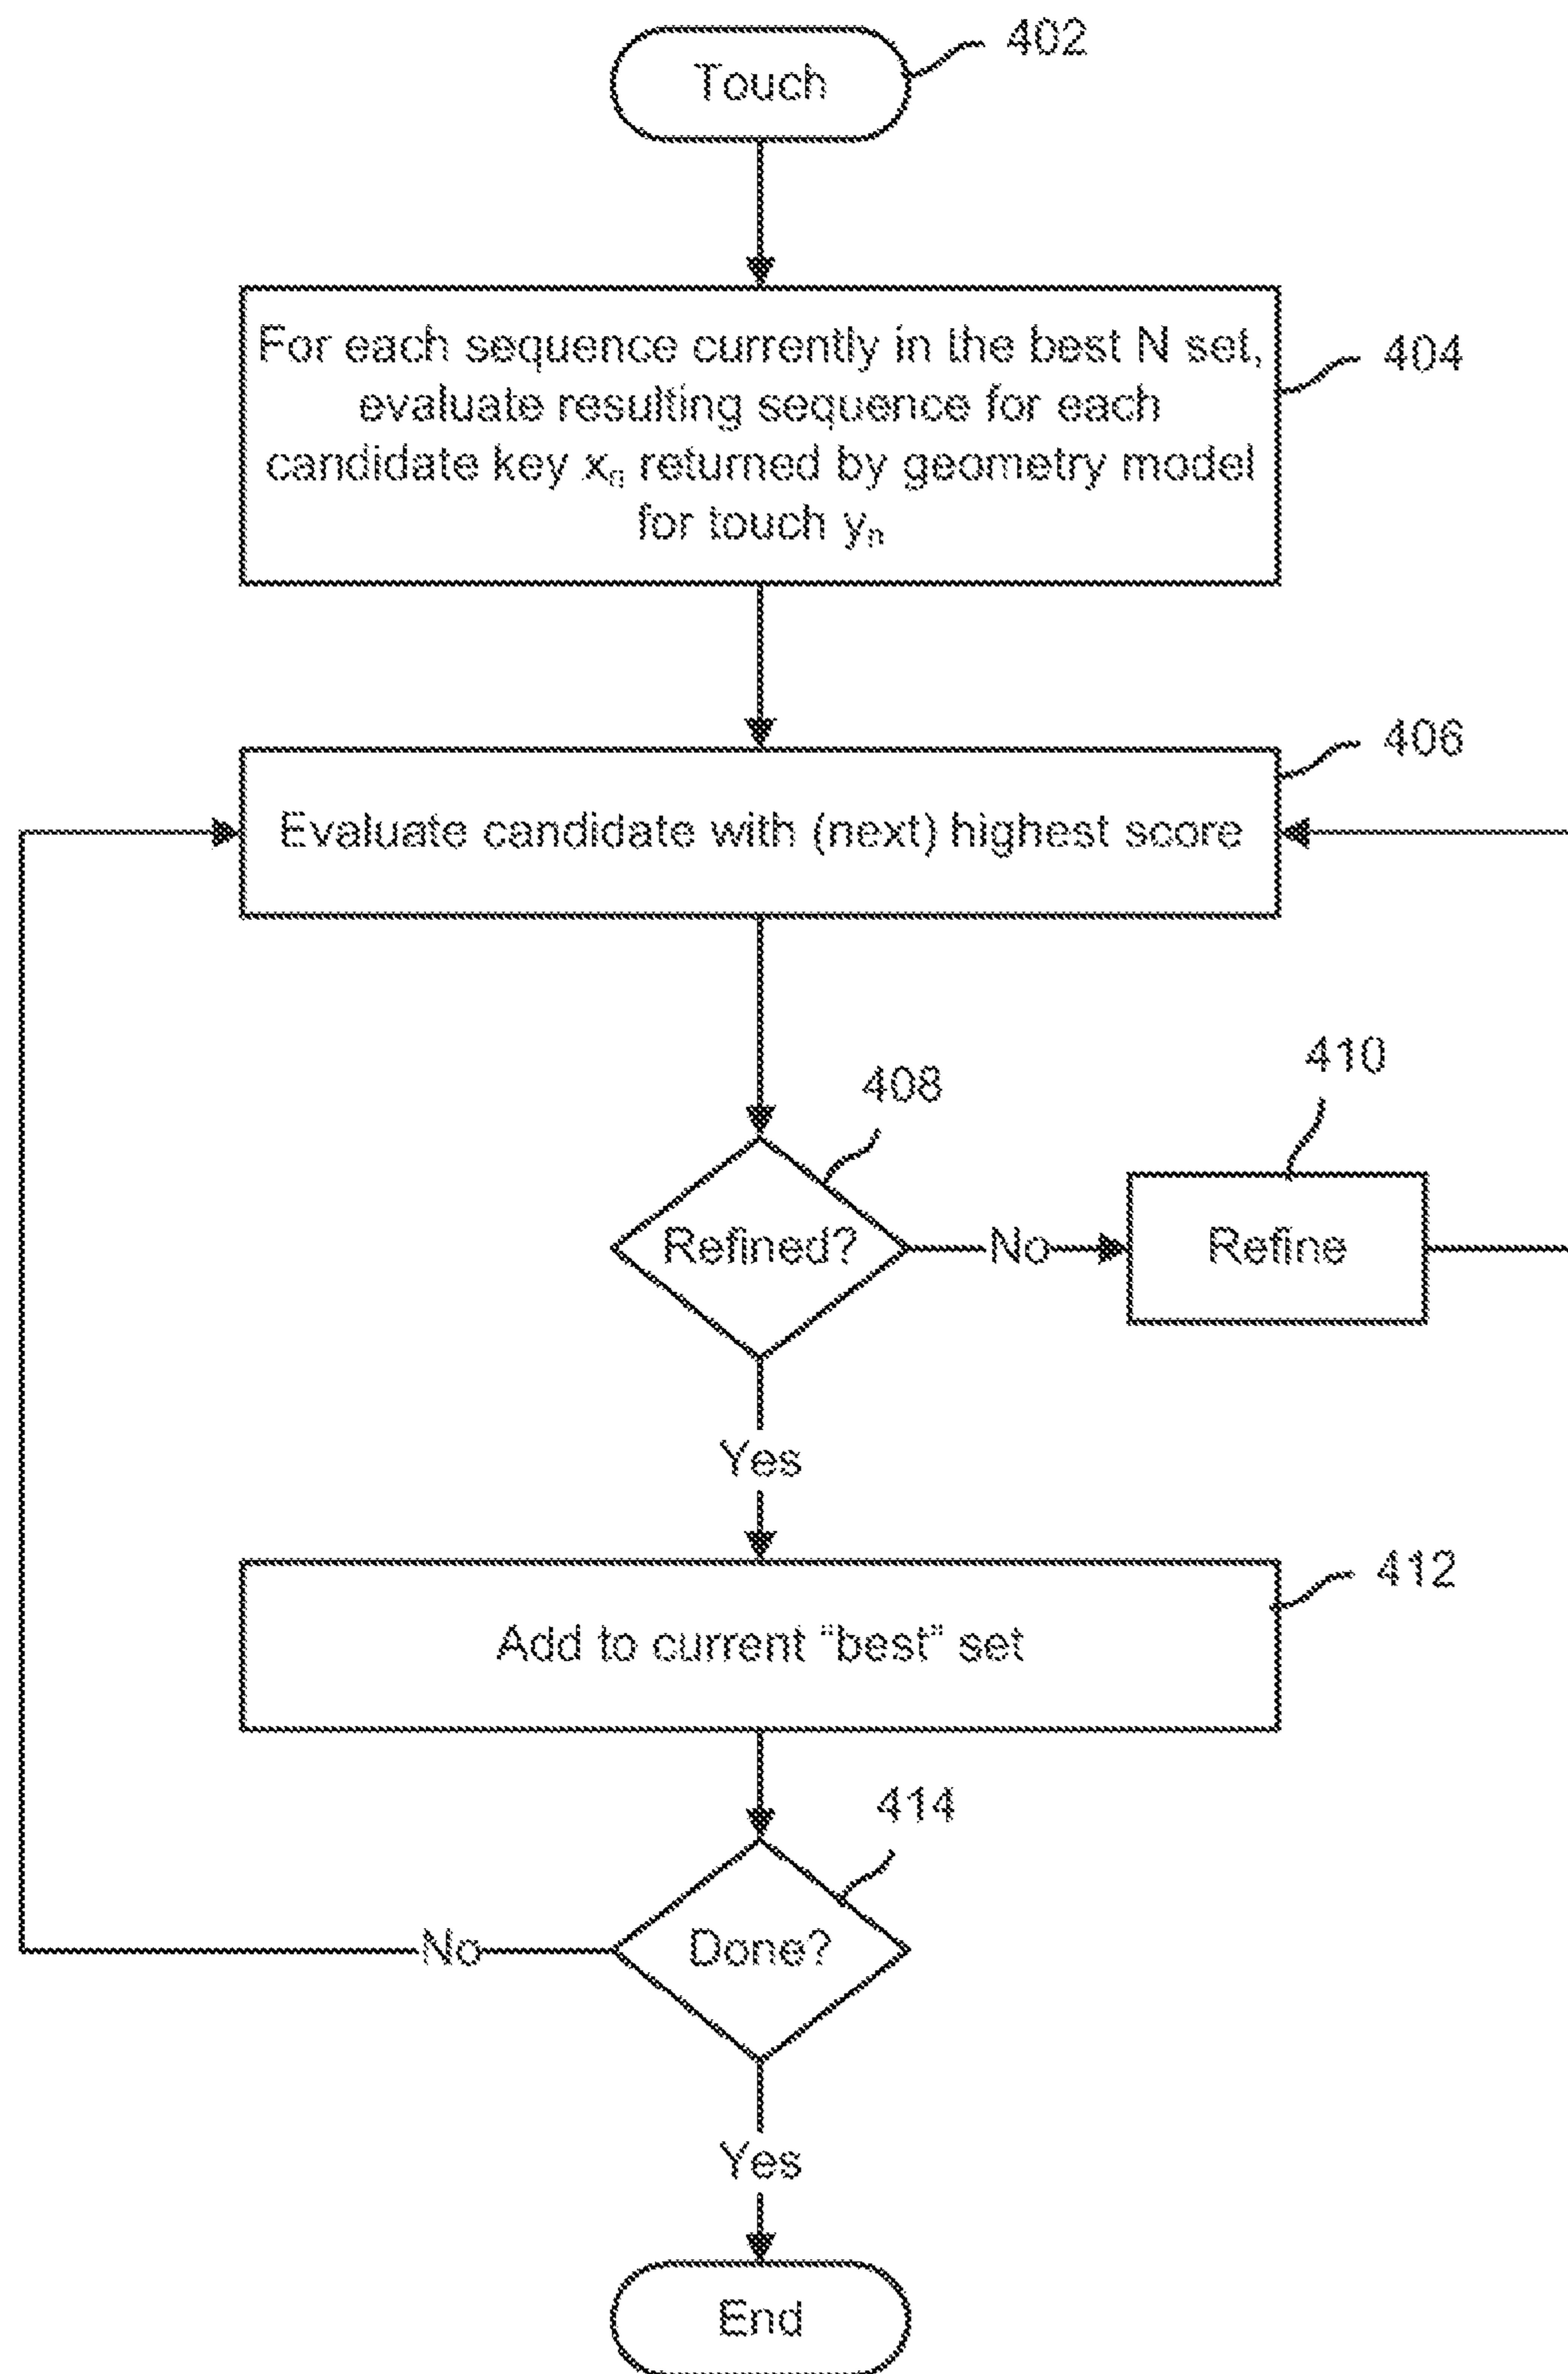 Touch
402
For each sequence currently in the best N set,
evaluate resulting sequence for each
candidate key xₙ returned by geometry model
for touch yₙ
404
Evaluate candidate with (next) highest score
406
408
410
Refined?
No
Refine
Yes
Add to current “best” set
412
414
Done?
No
Yes
End